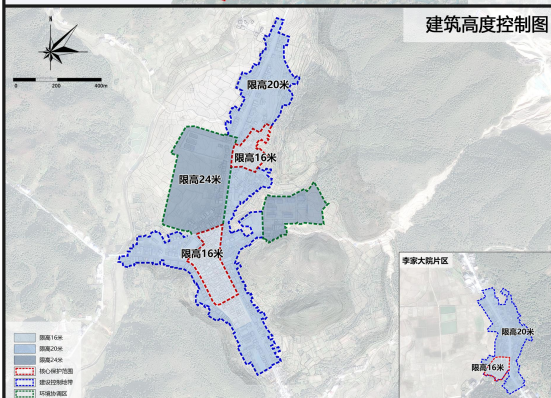 建筑高度控制图
N
0 200 400m
限高20米
限高16米
限高24米
限高16米
李家大院片区
限高20米
限高16米
限高16米
限高20米
限高24米
核心保护范围
建设控制地带
环境协调区